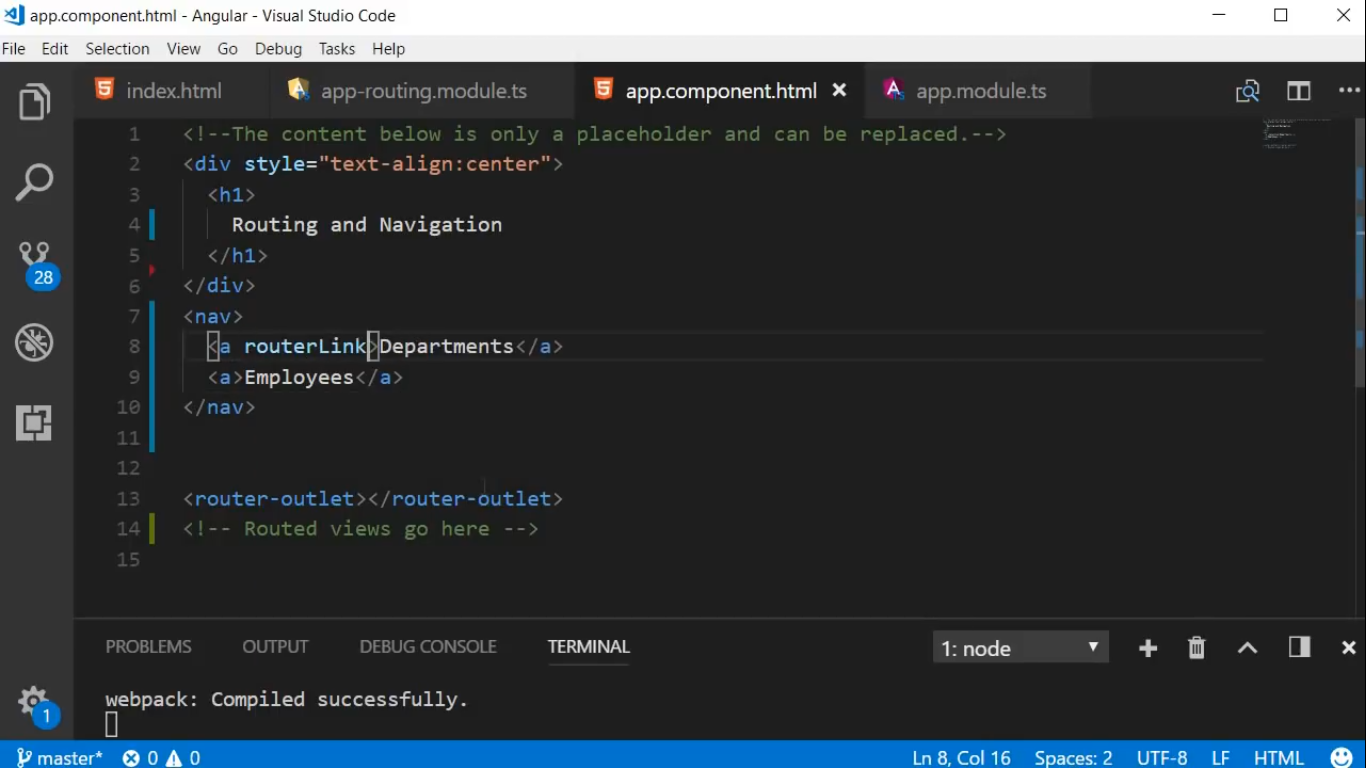 app.component.html - Angular - Visual Studio Code
File Edit Selection View Go Debug Tasks Help
index.html app-routing.module.ts app.component.html app.module.ts
1 <!--The content below is only a placeholder and can be replaced.-->
2 <div style="text-align:center">
3 <h1>
4 Routing and Navigation
5 </h1>
6 </div>
7 <nav>
8 <a routerLink>Departments</a>
9 <a>Employees</a>
10 </nav>
11
12
13 <router-outlet></router-outlet>
14 <!-- Routed views go here -->
15
28
1
PROBLEMS OUTPUT DEBUG CONSOLE TERMINAL 1: node
webpack: Compiled successfully.
master* 0 0 Ln 8, Col 16 Spaces: 2 UTF-8 LF HTML